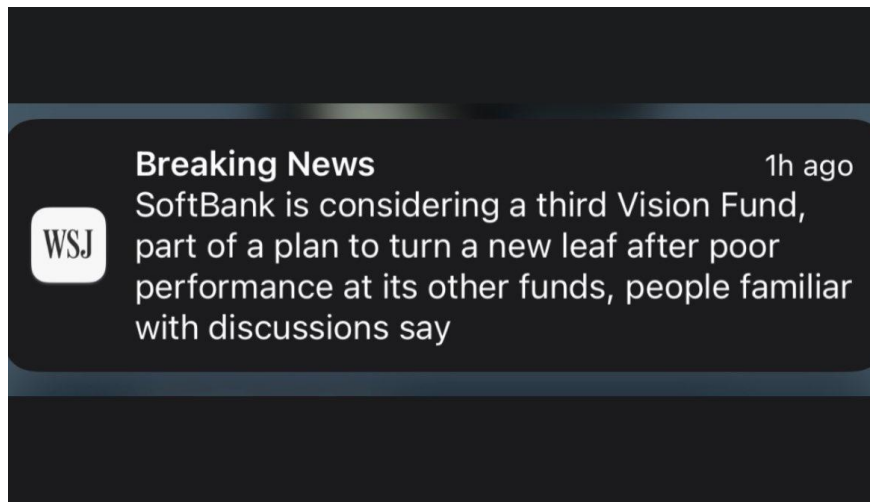 Breaking News
1h ago
SoftBank is considering a third Vision Fund,
WSJ
part of a plan to turn a new leaf after poor
performance at its other funds, people familiar
with discussions say